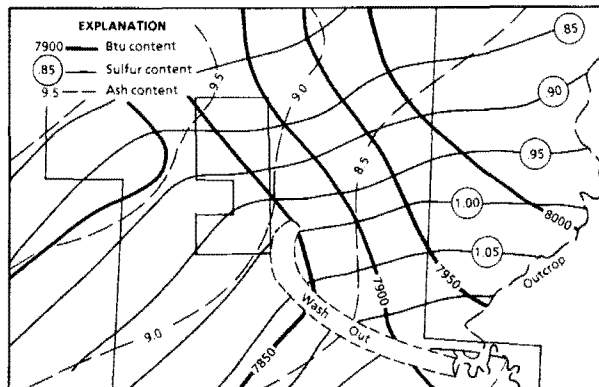 EXPLANATION
7900 Btu content
.85 Sulfur content
9.5 Ash content
.85
9.5
.90
9.0
.95
8.5
1.00
8000
1.05
7950
Outcrop
7900
Wash Out
9.0
7850